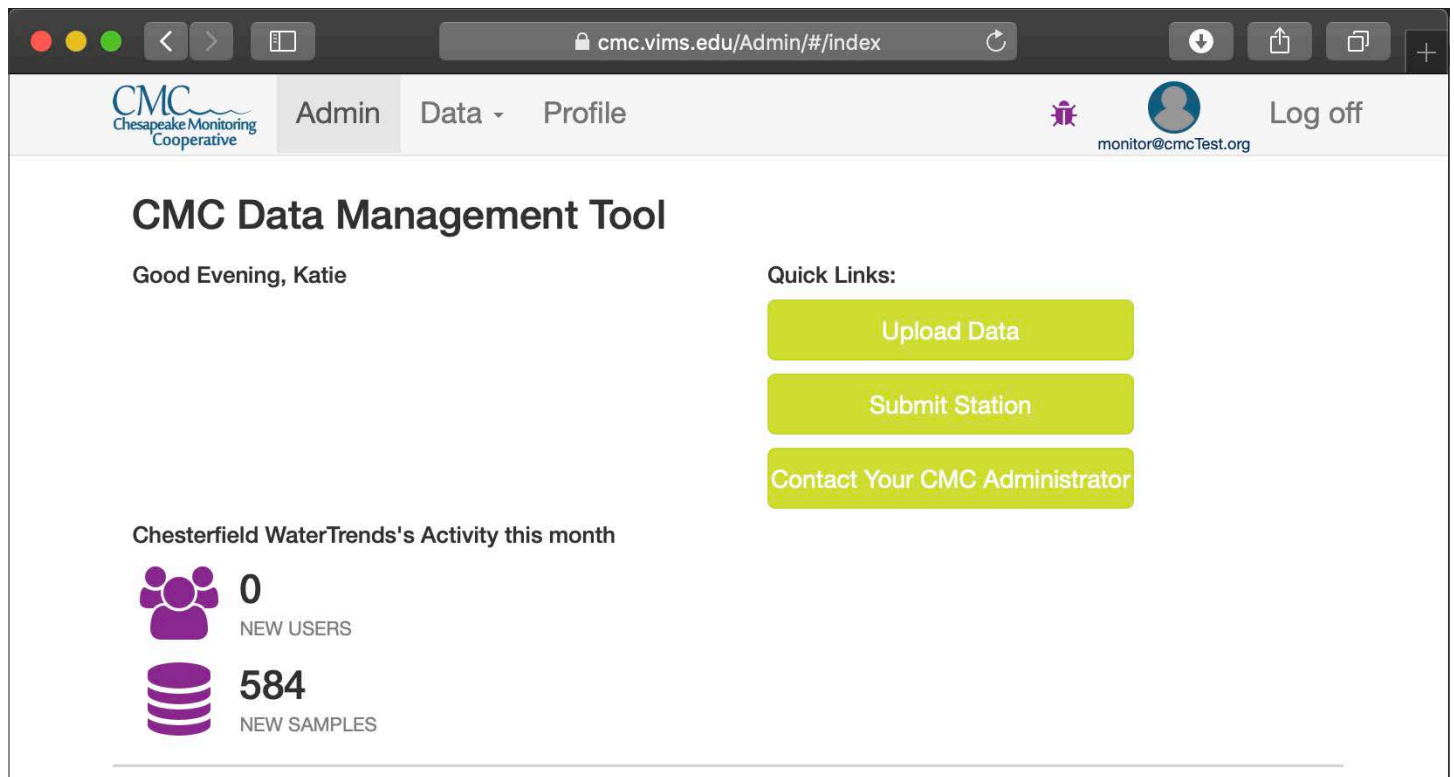 cmc.vims.edu/Admin/#/index
CMC
Chesapeake Monitoring
Cooperative
Admin
Data
Profile
monitor@cmcTest.org
Log off
CMC Data Management Tool
Good Evening, Katie
Quick Links:
Upload Data
Submit Station
Contact Your CMC Administrator
Chesterfield WaterTrends's Activity this month
0
NEW USERS
584
NEW SAMPLES